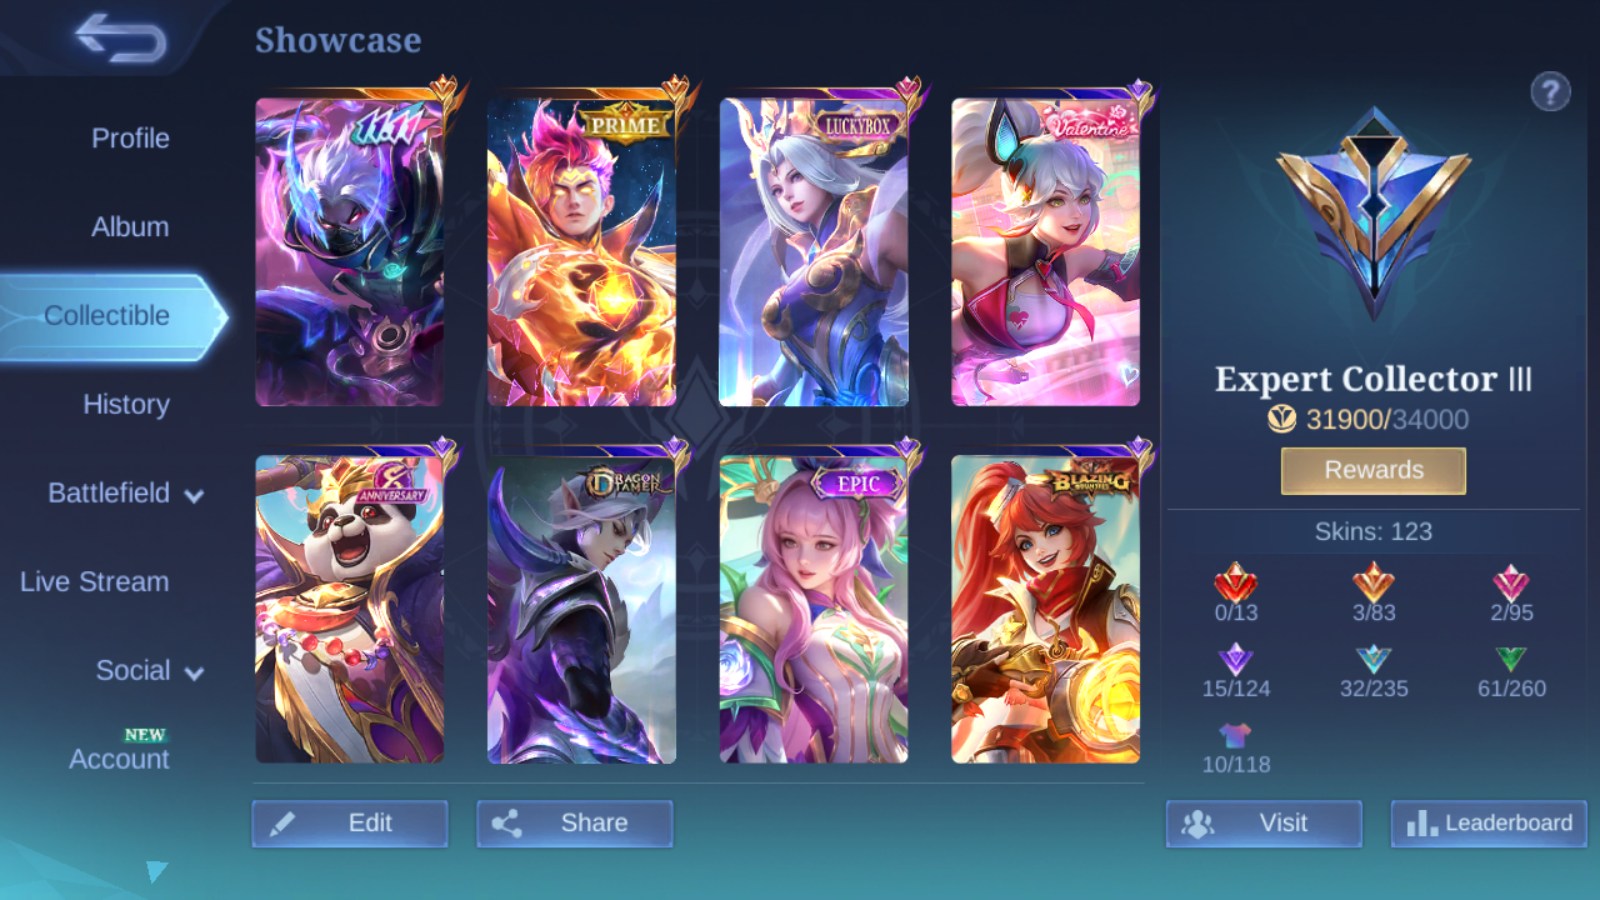 Showcase
?
Profile
Album
Collectible
History
Battlefield
Live Stream
Social
NEW
Account
PRIME
LUCKYBOX
Valentine
8
ANNIVERSARY
DRAGON
TAMER
EPIC
BLAZING
BOUNTIES
Edit
Share
Expert Collector III
31900/34000
Rewards
Skins: 123
0/13
3/83
2/95
15/124
32/235
61/260
10/118
Visit
Leaderboard